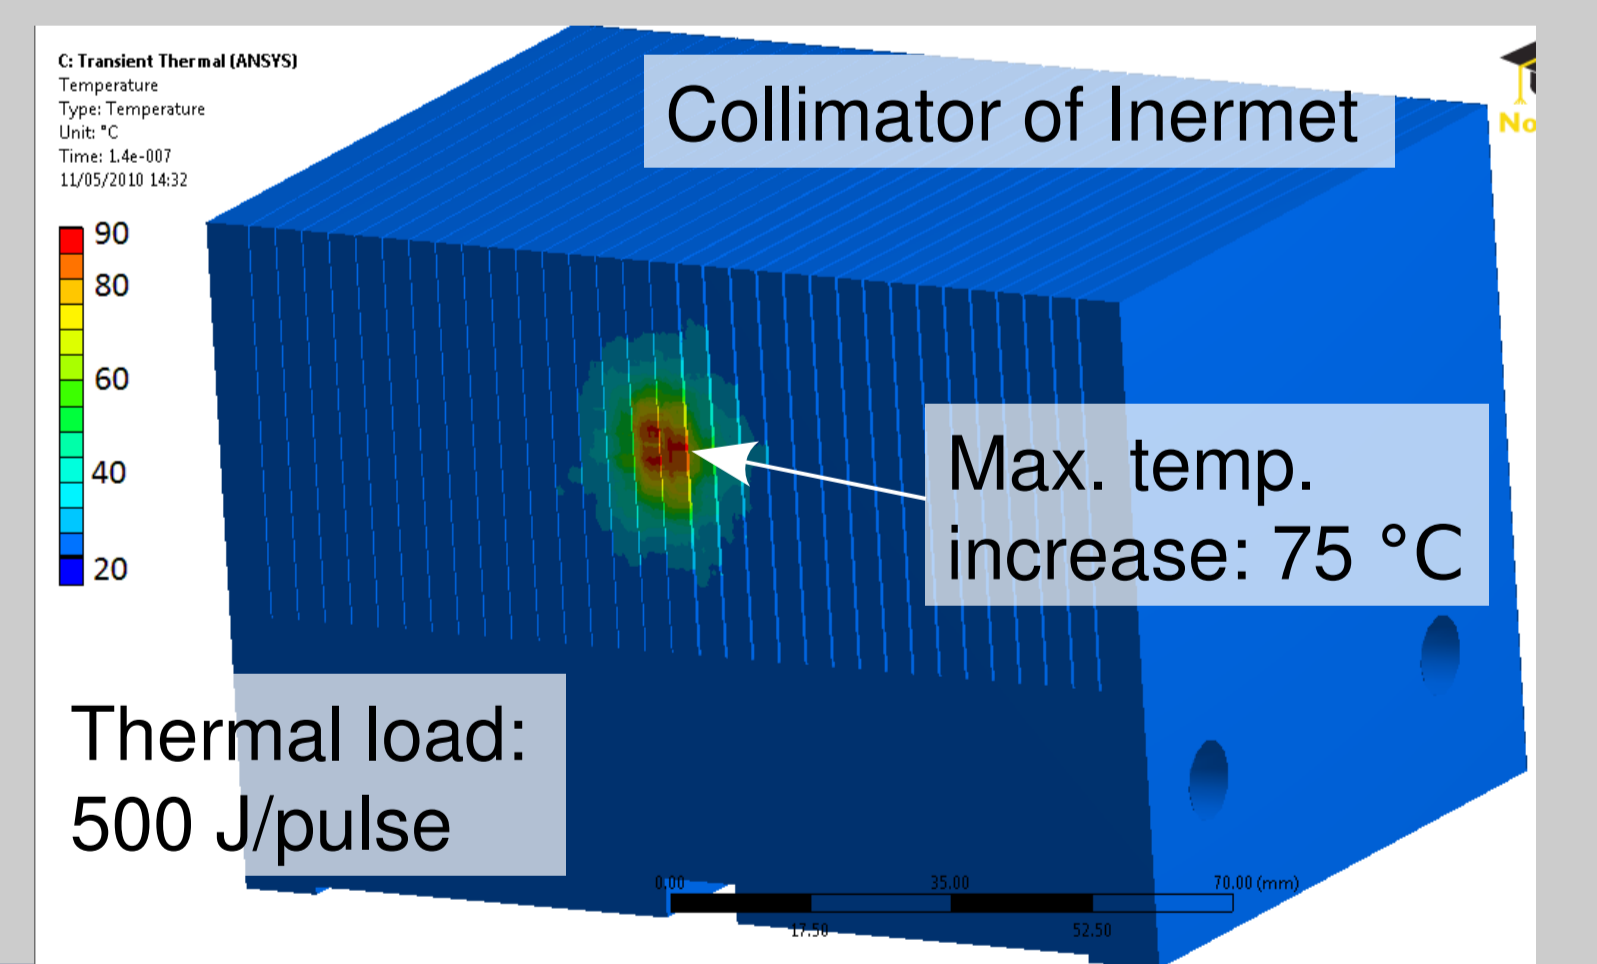 C: Transient Thermal (ANSYS)
Temperature
Type: Temperature
Unit: °C
Time: 1.4e-007
11/05/2010 14:32
Collimator of Inermet
No
90
80
60
40
20
Max. temp.
increase: 75 °C
Thermal load:
500 J/pulse
0.00 35.00 70.00 (mm)
17.50 52.50